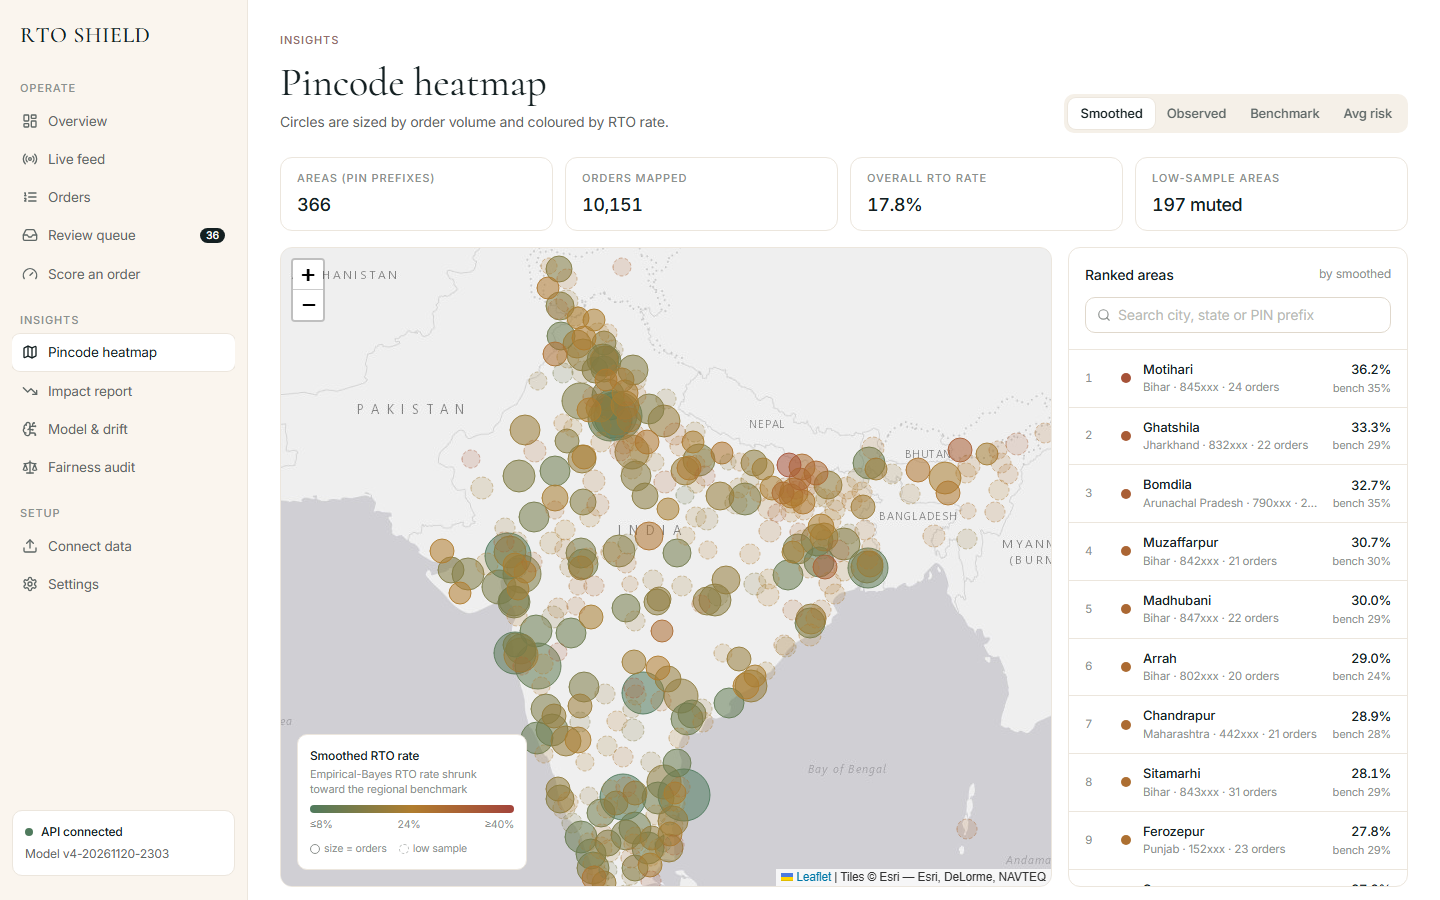 RTO SHIELD
OPERATE
Overview
Live feed
Orders
Review queue
36
Score an order
INSIGHTS
Pincode heatmap
Impact report
Model & drift
Fairness audit
SETUP
Connect data
Settings
API connected
Model v4-20261120-2303
INSIGHTS
Pincode heatmap
Circles are sized by order volume and coloured by RTO rate.
Smoothed
Observed
Benchmark
Avg risk
AREAS (PIN PREFIXES)
366
ORDERS MAPPED
10,151
OVERALL RTO RATE
17.8%
LOW-SAMPLE AREAS
197 muted
+
−
HANISTAN
PAKISTAN
NEPAL
BHUTAN
BANGLADESH
INDIA
MYANN
(BURN
ea
Bay of Bengal
Andama
Smoothed RTO rate
Empirical-Bayes RTO rate shrunk
toward the regional benchmark
≤8%
24%
≥40%
size = orders
low sample
Leaflet | Tiles © Esri — Esri, DeLorme, NAVTEQ
Ranked areas
by smoothed
Search city, state or PIN prefix
1
Motihari
36.2%
Bihar · 845xxx · 24 orders
bench 35%
2
Ghatshila
33.3%
Jharkhand · 832xxx · 22 orders
bench 29%
3
Bomdila
32.7%
Arunachal Pradesh · 790xxx · 2...
bench 35%
4
Muzaffarpur
30.7%
Bihar · 842xxx · 21 orders
bench 30%
5
Madhubani
30.0%
Bihar · 847xxx · 22 orders
bench 29%
6
Arrah
29.0%
Bihar · 802xxx · 20 orders
bench 24%
7
Chandrapur
28.9%
Maharashtra · 442xxx · 21 orders
bench 28%
8
Sitamarhi
28.1%
Bihar · 843xxx · 31 orders
bench 29%
9
Ferozepur
27.8%
Punjab · 152xxx · 23 orders
bench 29%